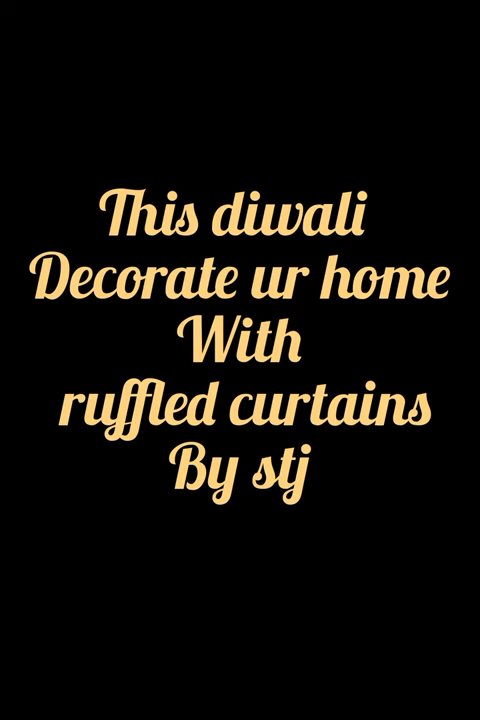 This diwali
Decorate ur home
With
ruffled curtains
By stj